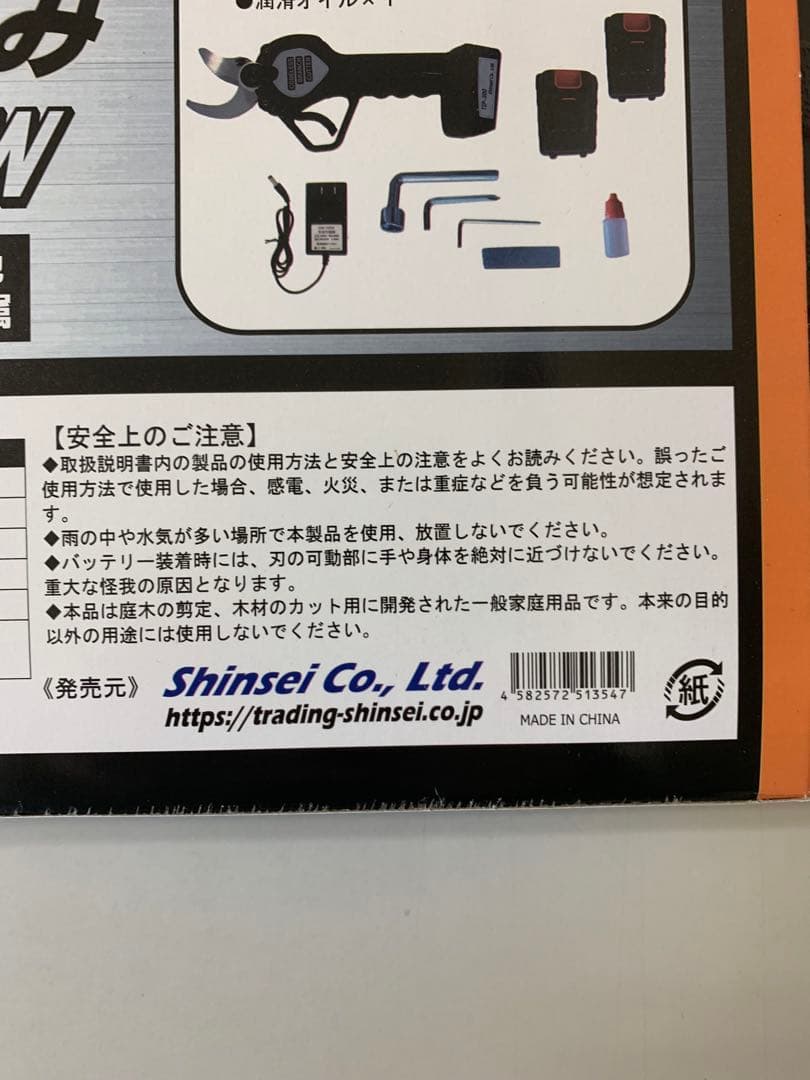 ●潤滑オイル×1
み
W
CORDLESS
BRANCH
CUTTER
【安全上のご注意】
◆取扱説明書内の製品の使用方法と安全上の注意をよくお読みください。誤ったご
使用方法で使用した場合、感電、火災、または重症などを負う可能性が想定されま
す。
◆雨の中や水気が多い場所で本製品を使用、放置しないでください。
◆バッテリー装着時には、刃の可動部に手や身体を絶対に近づけないでください。
重大な怪我の原因となります。
◆本品は庭木の剪定、木材のカット用に開発された一般家庭用品です。本来の目的
以外の用途には使用しないでください。
《発売元》 Shinsei Co., Ltd.
https://trading-shinsei.co.jp
4 582572 513547
MADE IN CHINA
紙